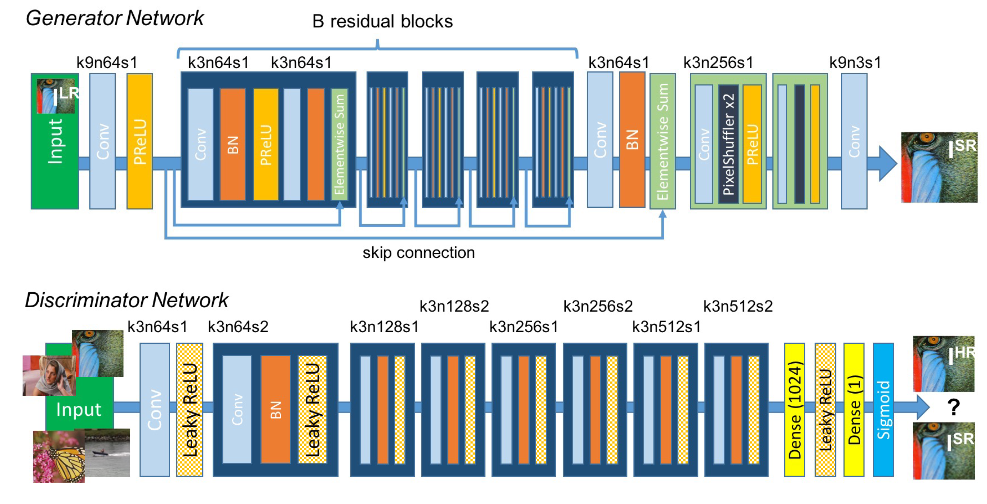 Generator Network
B residual blocks
k9n64s1
k3n64s1
k3n64s1
k3n64s1
k3n256s1
k9n3s1
I LR
Input
Conv
PReLU
Conv
BN
PReLU
Elementwise Sum
Conv
BN
Elementwise Sum
Conv
PixelShuffler x2
PReLU
Conv
I SR
skip connection
Discriminator Network
k3n64s1
k3n64s2
k3n128s1
k3n128s2
k3n256s1
k3n256s2
k3n512s1
k3n512s2
Input
Conv
Leaky ReLU
Conv
BN
Leaky ReLU
Dense (1024)
Leaky ReLU
Dense (1)
Sigmoid
I HR
?
I SR